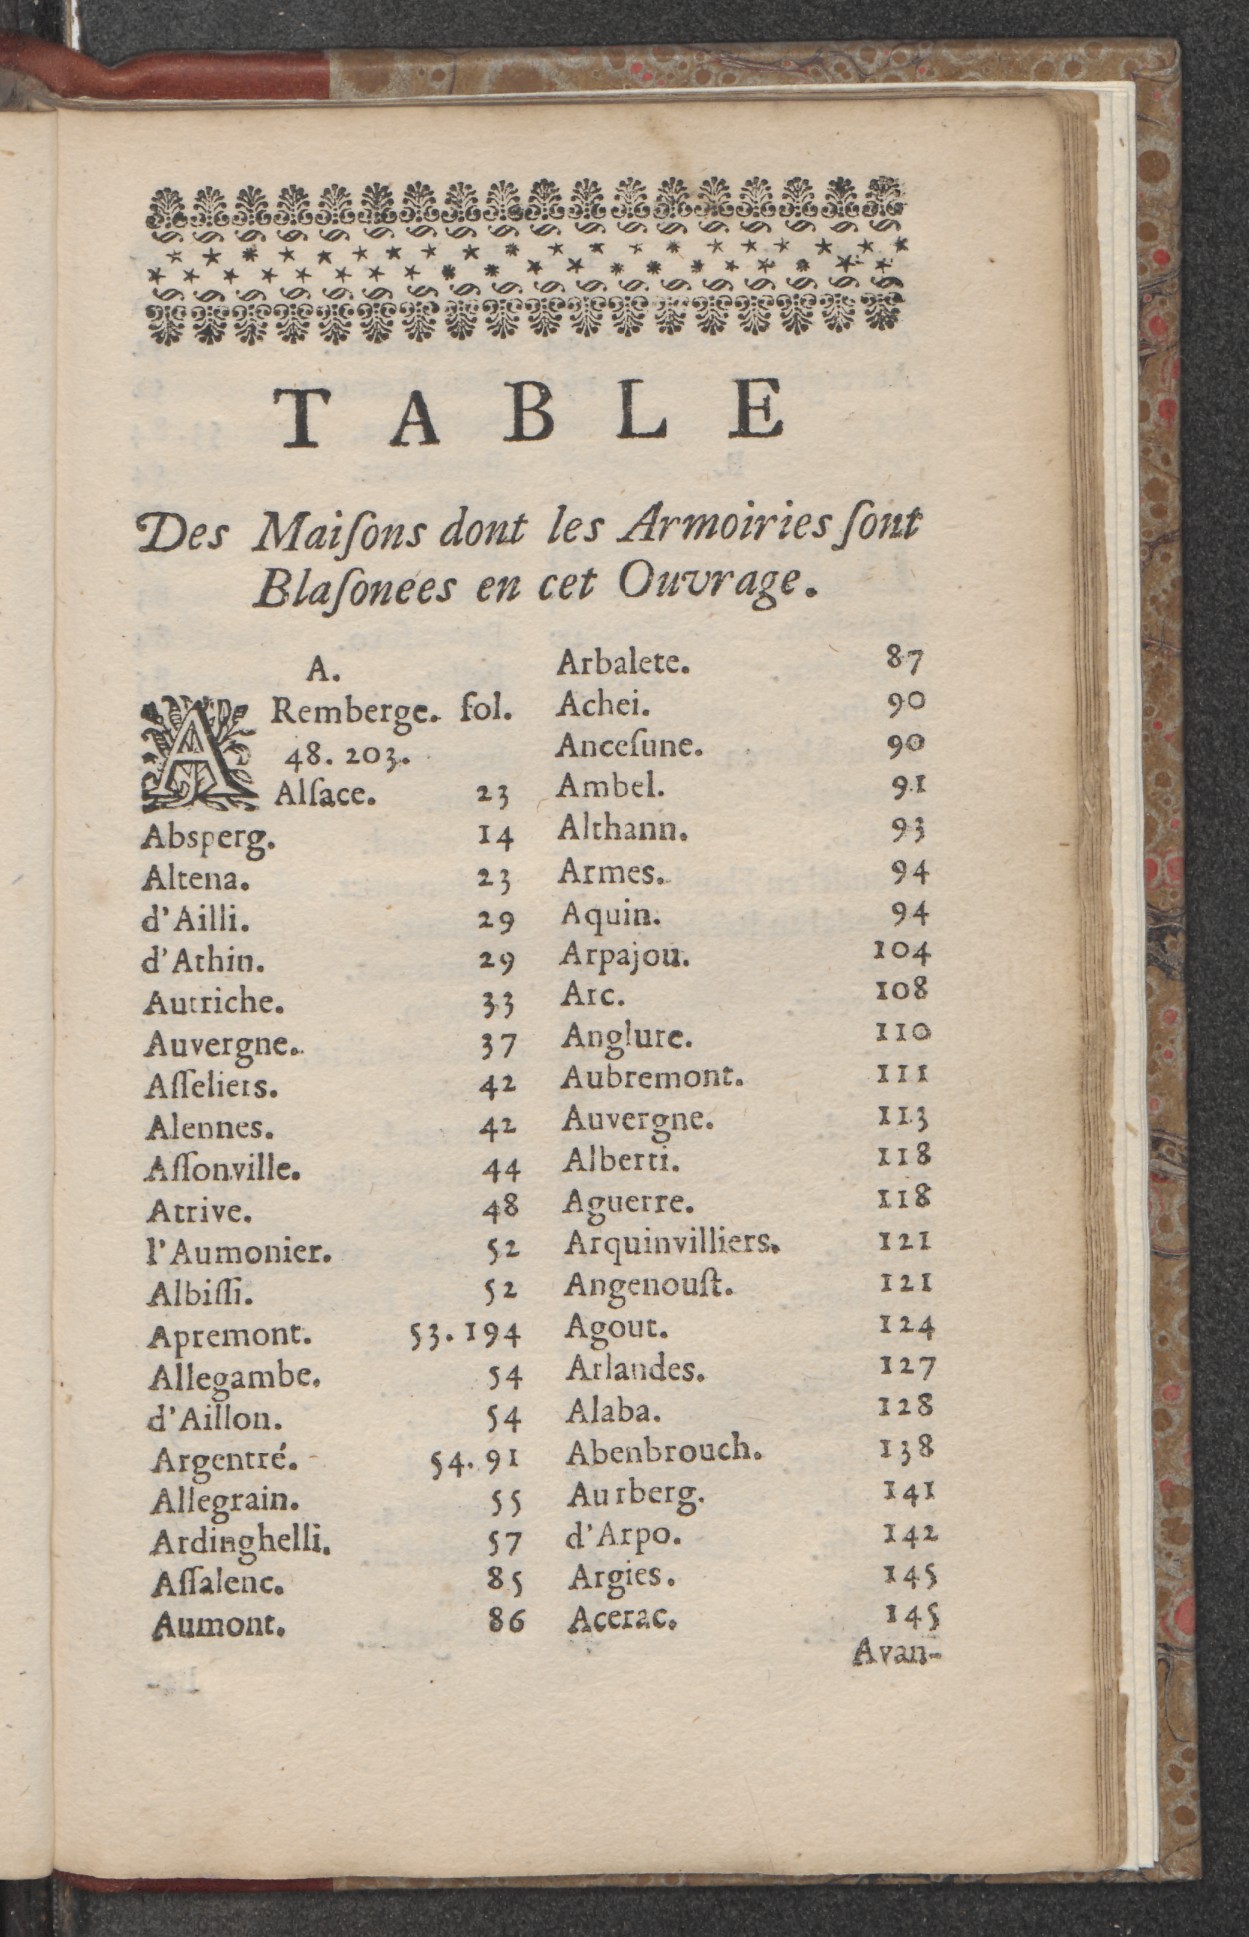 TABLE
Des Maiſons dont les Armoiries ſont
Blaſonées en cet Ouvrage.
A.
ARemberge. fol.
48. 203.
Alſace. 23
Absperg. 14
Altena. 23
d'Ailli. 29
d'Athin. 29
Autriche. 33
Auvergne. 37
Aſſeliers. 42
Alennes. 42
Aſſonville. 44
Atrive. 48
l'Aumonier. 52
Albiſſi. 52
Apremont. 53. 194
Allegambe. 54
d'Aillon. 54
Argentré. 54. 91
Allegrain. 55
Ardinghelli. 57
Aſſalenc. 85
Aumont. 86
Arbalete. 87
Achei. 90
Anceſune. 90
Ambel. 91
Althann. 93
Armes. 94
Aquin. 94
Arpajou. 104
Arc. 108
Anglure. 110
Aubremont. 111
Auvergne. 113
Alberti. 118
Aguerre. 118
Arquinvilliers. 121
Angenouſt. 121
Agout. 124
Arlandes. 127
Alaba. 128
Abenbrouch. 138
Aurberg. 141
d'Arpo. 142
Argies. 145
Acerac. 145
Avan-